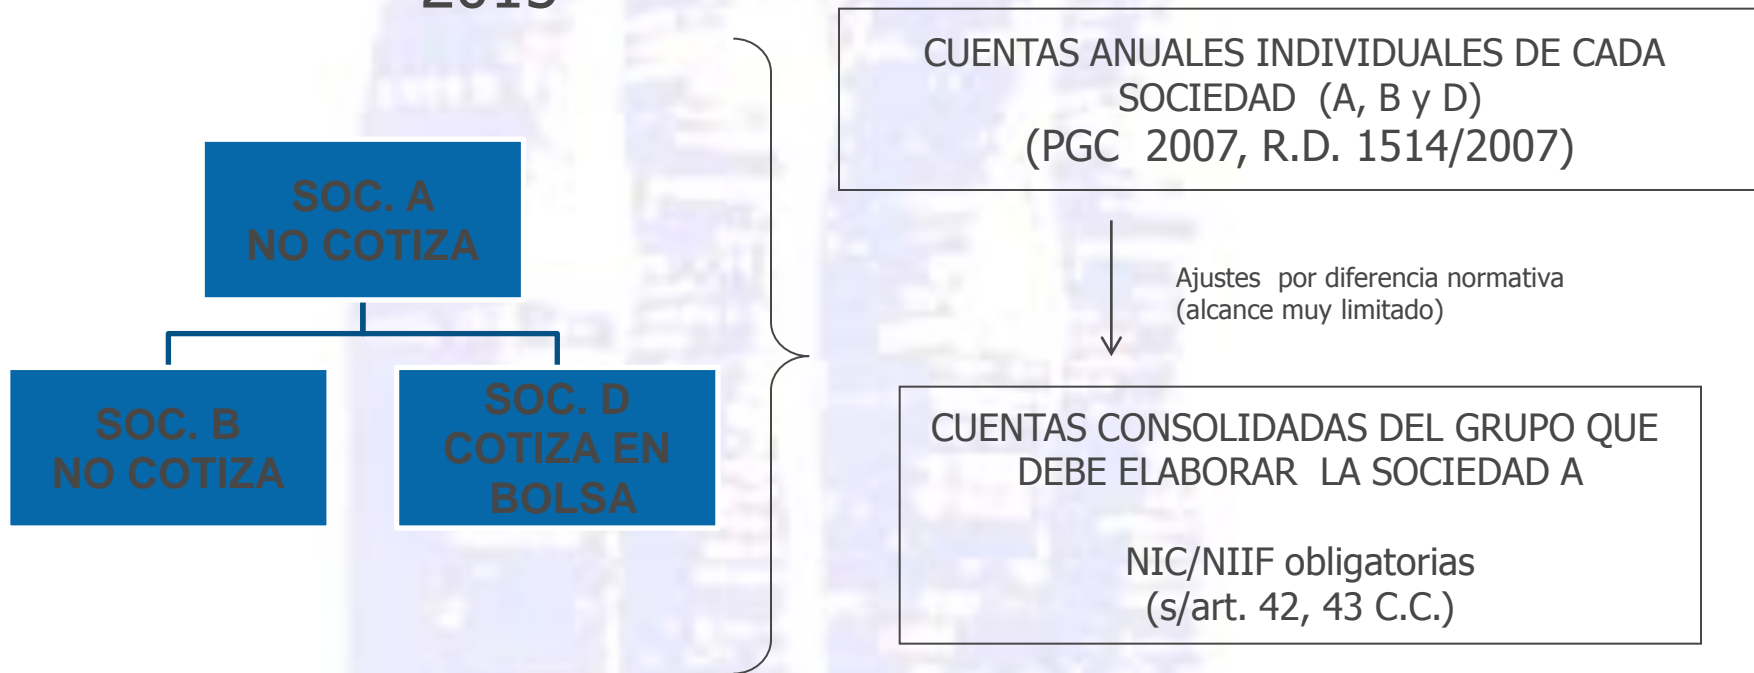 2015
SOC. A
NO COTIZA
SOC. B
NO COTIZA
SOC. D
COTIZA EN
BOLSA
CUENTAS ANUALES INDIVIDUALES DE CADA
SOCIEDAD (A, B y D)
(PGC 2007, R.D. 1514/2007)
Ajustes por diferencia normativa
(alcance muy limitado)
CUENTAS CONSOLIDADAS DEL GRUPO QUE
DEBE ELABORAR LA SOCIEDAD A
NIC/NIIF obligatorias
(s/art. 42, 43 C.C.)